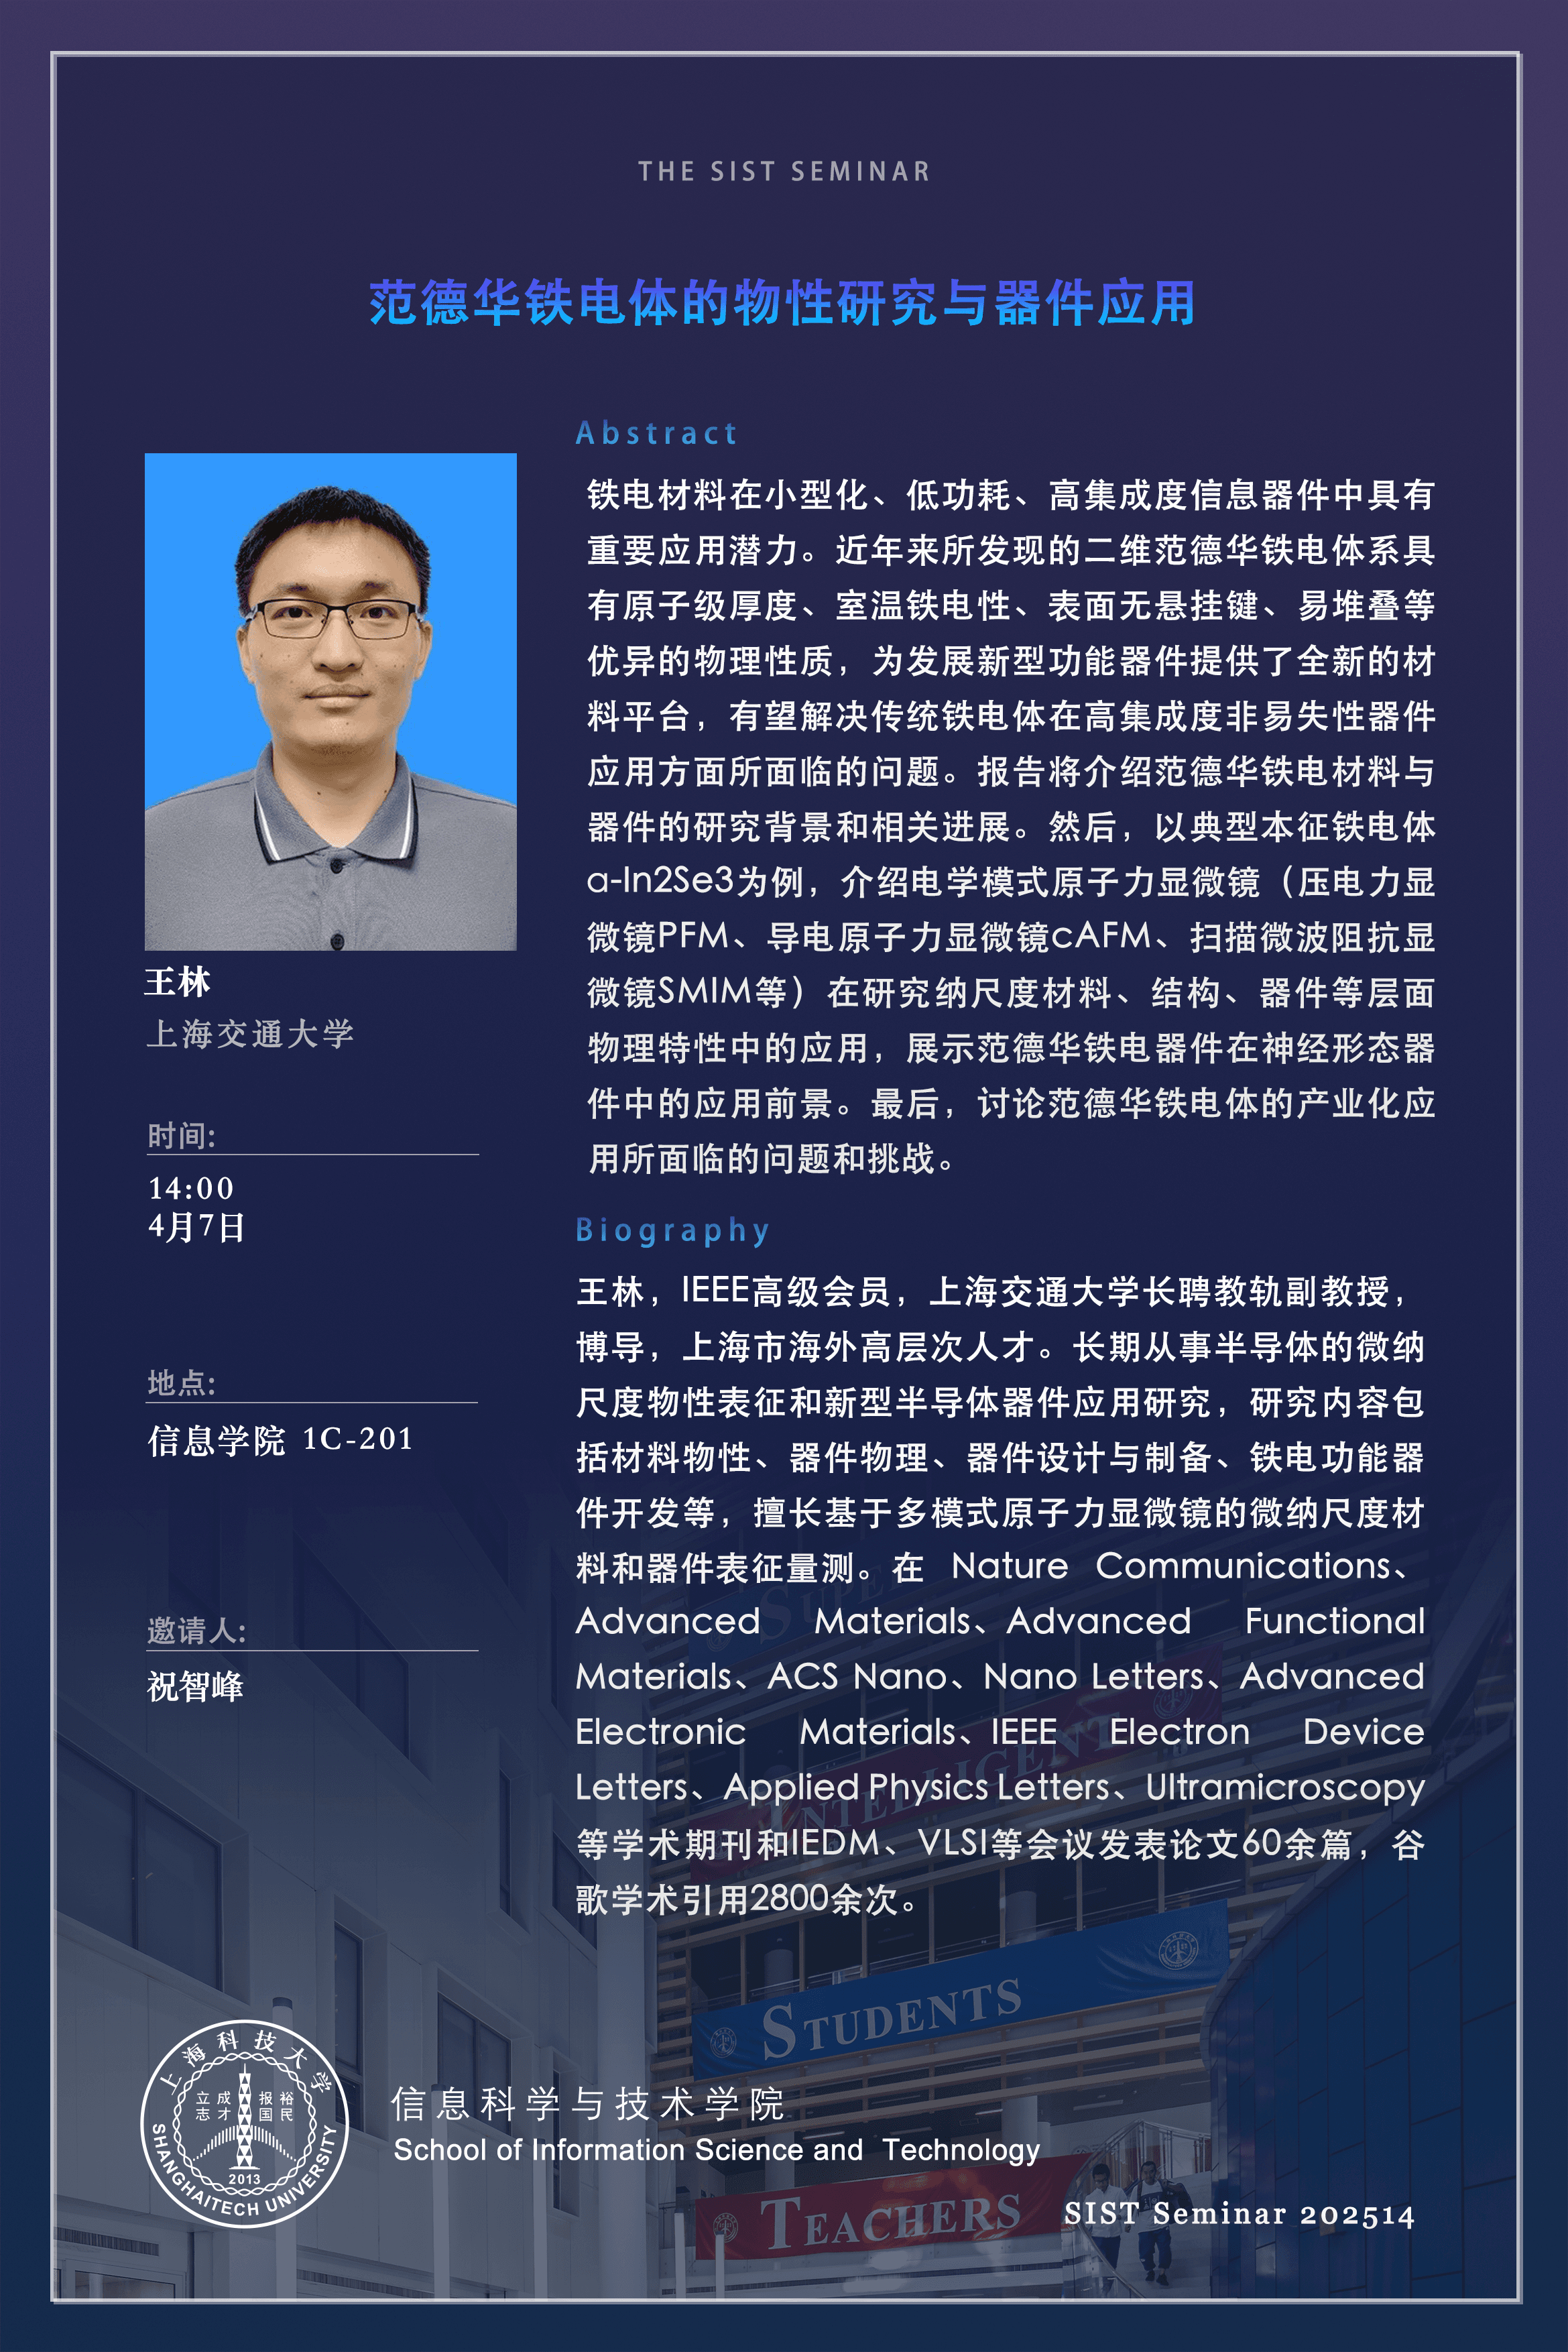 THE SIST SEMINAR
范德华铁电体的物性研究与器件应用
Abstract
铁电材料在小型化、低功耗、高集成度信息器件中具有
重要应用潜力。近年来所发现的二维范德华铁电体系具
有原子级厚度、室温铁电性、表面无悬挂键、易堆叠等
优异的物理性质，为发展新型功能器件提供了全新的材
料平台，有望解决传统铁电体在高集成度非易失性器件
应用方面所面临的问题。报告将介绍范德华铁电材料与
器件的研究背景和相关进展。然后，以典型本征铁电体
α-In2Se3为例，介绍电学模式原子力显微镜（压电力显
微镜PFM、导电原子力显微镜cAFM、扫描微波阻抗显
微镜SMIM等）在研究纳尺度材料、结构、器件等层面
物理特性中的应用，展示范德华铁电器件在神经形态器
件中的应用前景。最后，讨论范德华铁电体的产业化应
用所面临的问题和挑战。
王林
上海交通大学
时间:
14:00
4月7日
地点:
信息学院 1C-201
邀请人:
祝智峰
Biography
王林，IEEE高级会员，上海交通大学长聘教轨副教授，
博导，上海市海外高层次人才。长期从事半导体的微纳
尺度物性表征和新型半导体器件应用研究，研究内容包
括材料物性、器件物理、器件设计与制备、铁电功能器
件开发等，擅长基于多模式原子力显微镜的微纳尺度材
料和器件表征量测。在 Nature Communications、
Advanced Materials、Advanced Functional
Materials、ACS Nano、Nano Letters、Advanced
Electronic Materials、IEEE Electron Device
Letters、Applied Physics Letters、Ultramicroscopy
等学术期刊和IEDM、VLSI等会议发表论文60余篇，谷
歌学术引用2800余次。
SUPER
INTELLIGENT
STUDENTS
TEACHERS
上海科技大学
立志成才报国裕民
2013
SHANGHAITECH UNIVERSITY
信息科学与技术学院
School of Information Science and Technology
SIST Seminar 202514